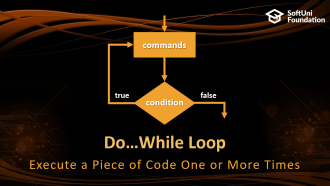 SoftUni
Foundation
commands
true
false
condition
Do...While Loop
Execute a Piece of Code One or More Times